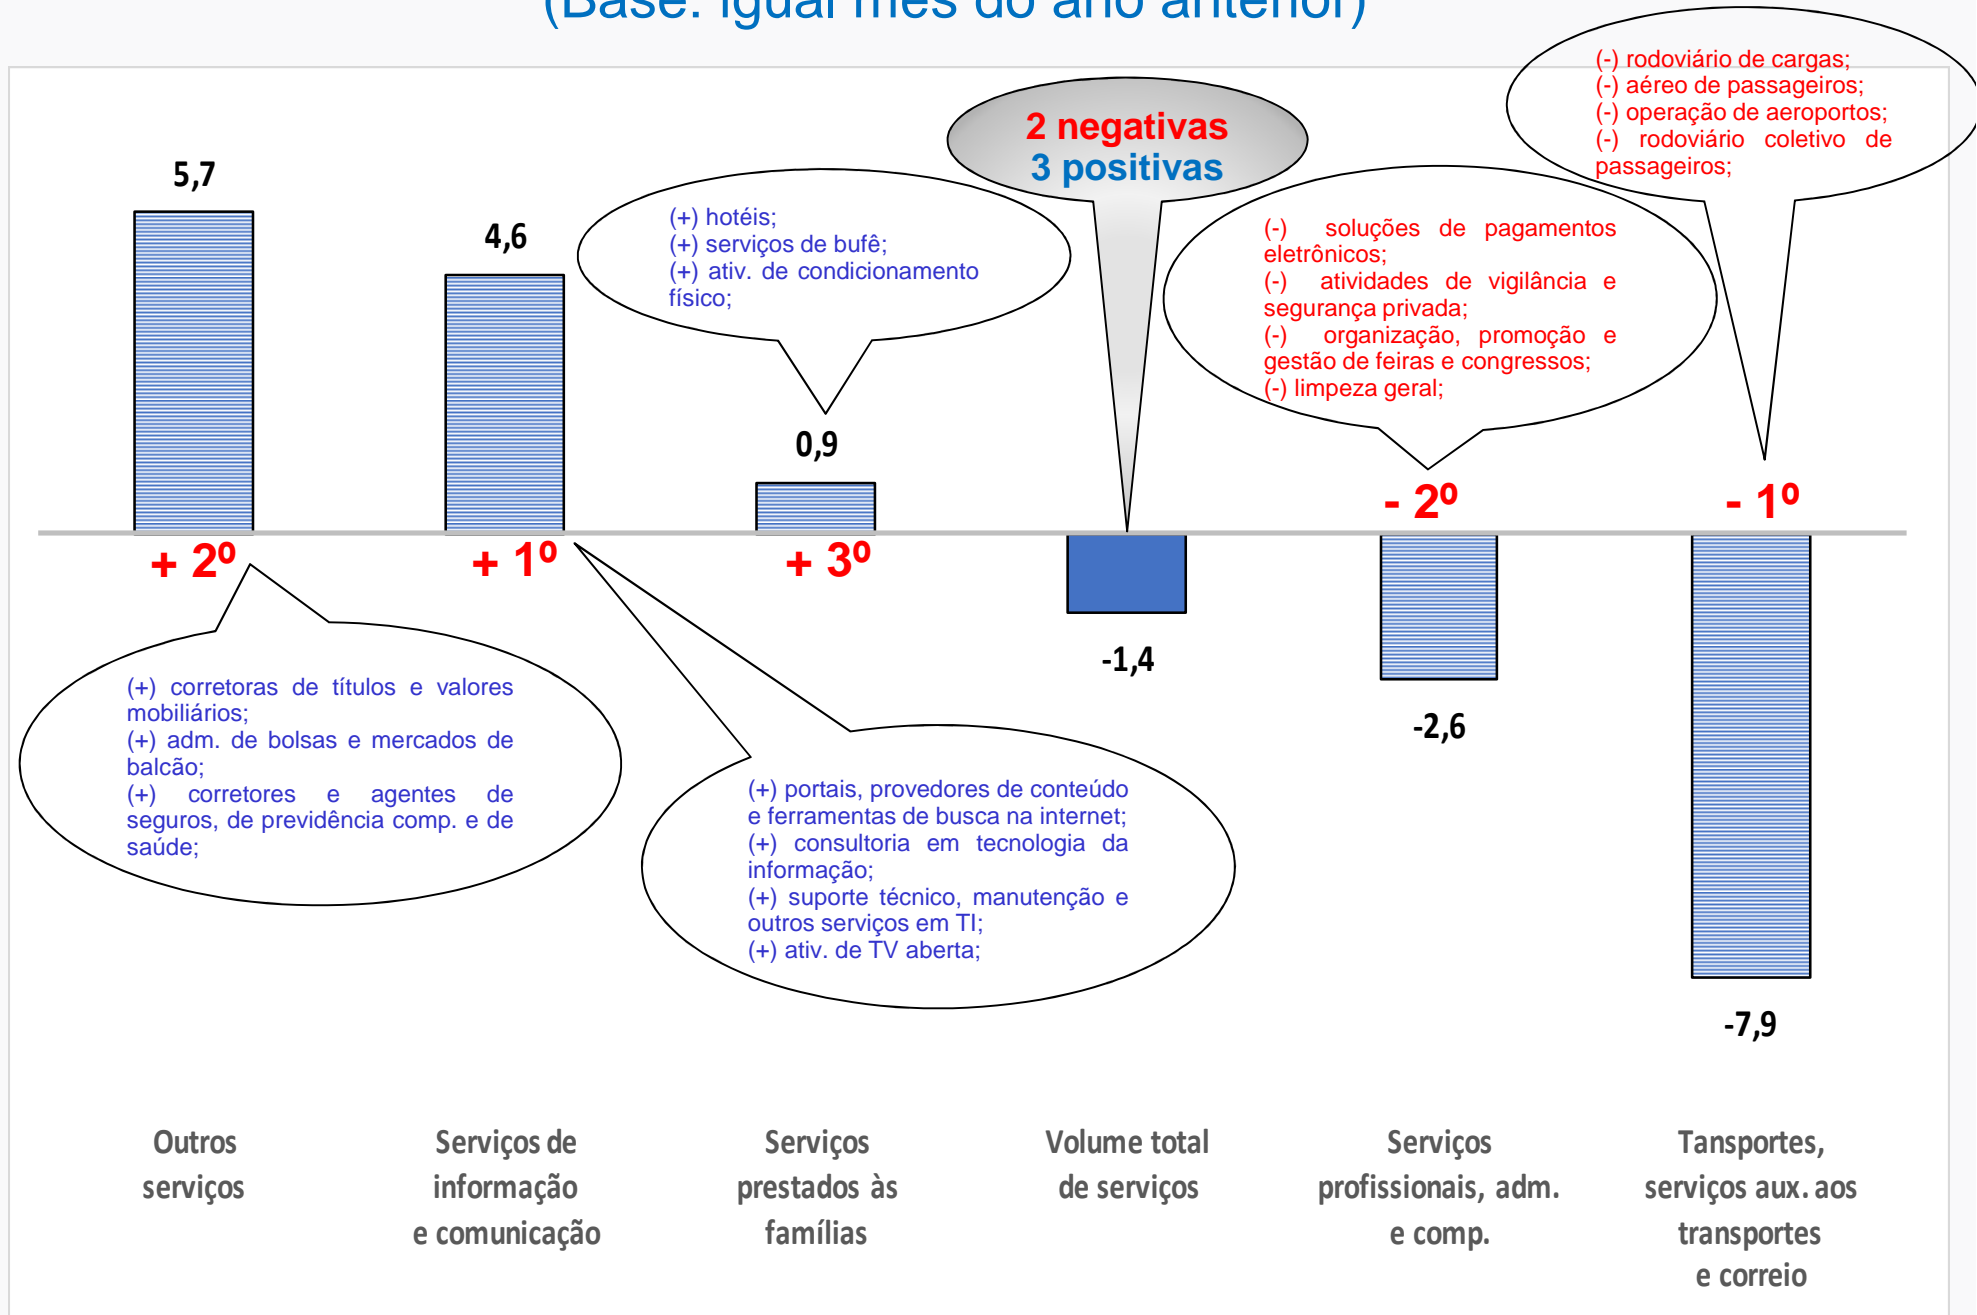 (Base: igual mês do ano anterior)
(-) rodoviário de cargas;
(-) aéreo de passageiros;
(-) operação de aeroportos;
(-) rodoviário coletivo de
passageiros;
2 negativas
3 positivas
5,7
4,6
(+) hotéis;
(+) serviços de bufê;
(+) ativ. de condicionamento
físico;
(-) soluções de pagamentos
eletrônicos;
(-) atividades de vigilância e
segurança privada;
(-) organização, promoção e
gestão de feiras e congressos;
(-) limpeza geral;
0,9
- 2º
- 1º
+ 2º
+ 1º
+ 3º
-1,4
-2,6
-7,9
(+) corretoras de títulos e valores
mobiliários;
(+) adm. de bolsas e mercados de
balcão;
(+) corretores e agentes de
seguros, de previdência comp. e de
saúde;
(+) portais, provedores de conteúdo
e ferramentas de busca na internet;
(+) consultoria em tecnologia da
informação;
(+) suporte técnico, manutenção e
outros serviços em TI;
(+) ativ. de TV aberta;
Outros
serviços
Serviços de
informação
e comunicação
Serviços
prestados às
famílias
Volume total
de serviços
Serviços
profissionais, adm.
e comp.
Tansportes,
serviços aux. aos
transportes
e correio